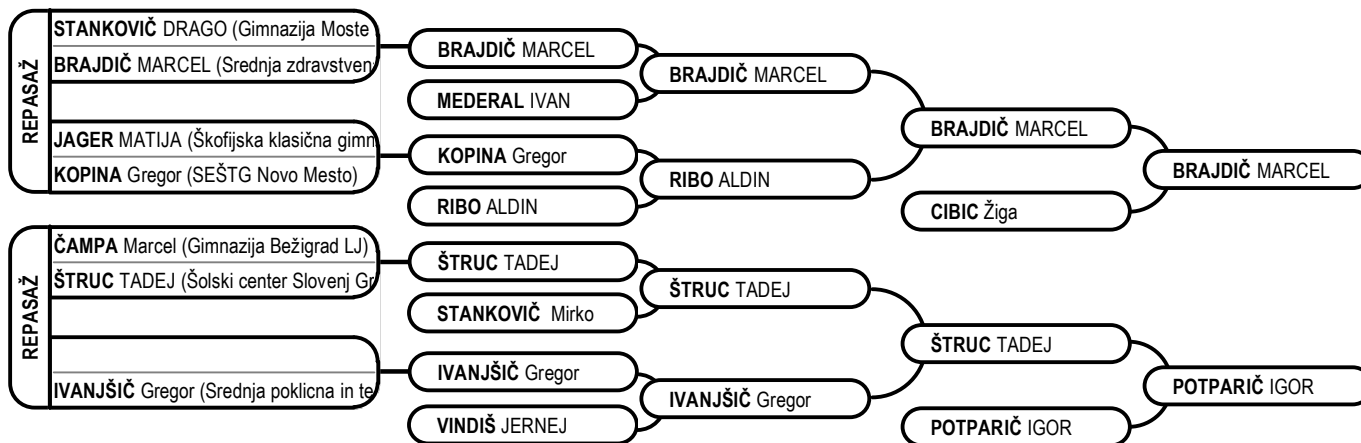 REPASAŽ
STANKOVIČ DRAGO (Gimnazija Moste
BRAJDIČ MARCEL (Srednja zdravstven
JAGER MATIJA (Škofijska klasična gimn
KOPINA Gregor (SEŠTG Novo Mesto)
BRAJDIČ MARCEL
MEDERAL IVAN
KOPINA Gregor
RIBO ALDIN
BRAJDIČ MARCEL
RIBO ALDIN
BRAJDIČ MARCEL
CIBIC Žiga
BRAJDIČ MARCEL
REPASAŽ
ČAMPA Marcel (Gimnazija Bežigrad LJ)
ŠTRUC TADEJ (Šolski center Slovenj Gr
IVANJŠIČ Gregor (Srednja poklicna in te
ŠTRUC TADEJ
STANKOVIČ Mirko
IVANJŠIČ Gregor
VINDIŠ JERNEJ
ŠTRUC TADEJ
IVANJŠIČ Gregor
ŠTRUC TADEJ
POTPARIČ IGOR
POTPARIČ IGOR